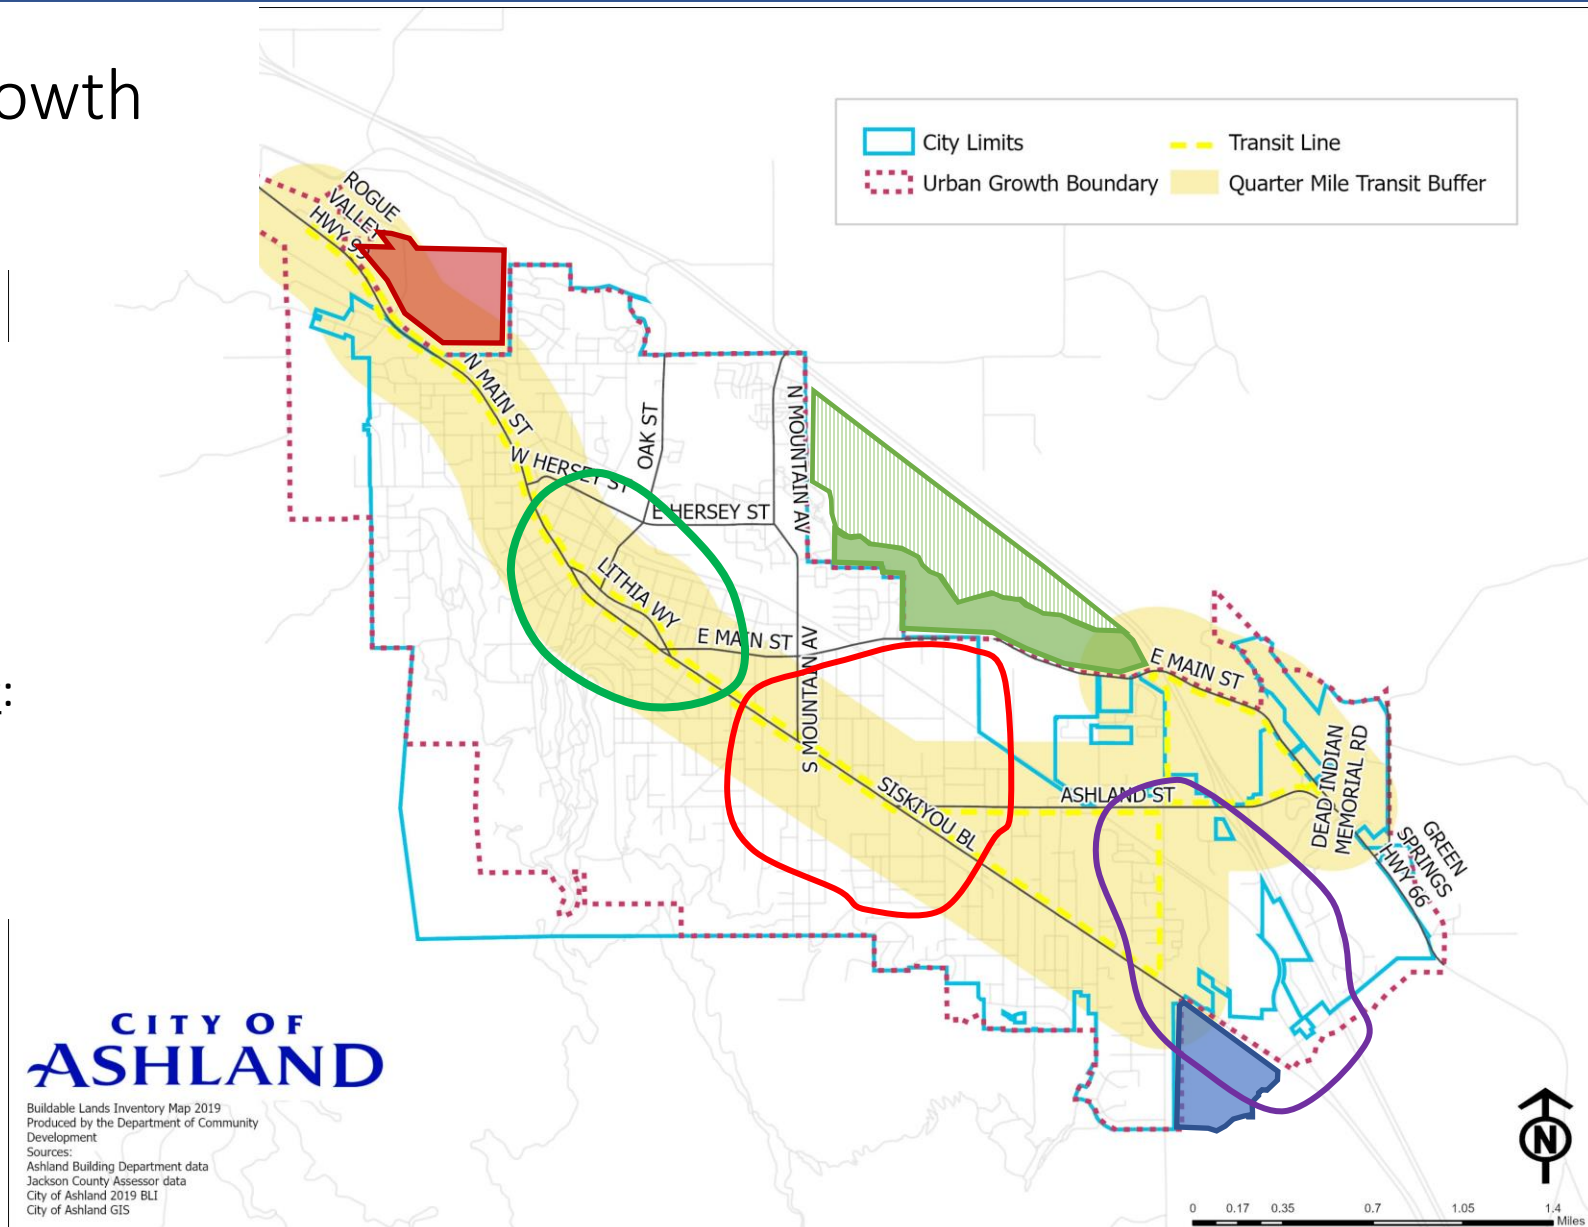 owth
:
City Limits
Transit Line
Urban Growth Boundary
Quarter Mile Transit Buffer
ROGUE
VALLEY
HWY 99
N MAIN ST
W HERSEY ST
OAK ST
E HERSEY ST
N MOUNTAIN AV
LITHIA WY
E MAIN ST
S MOUNTAIN AV
E MAIN ST
SISKIYOU BL
ASHLAND ST
DEAD INDIAN
MEMORIAL RD
GREEN
SPRINGS
HWY 66
CITY OF
ASHLAND
Buildable Lands Inventory Map 2019
Produced by the Department of Community
Development
Sources:
Ashland Building Department data
Jackson County Assessor data
City of Ashland 2019 BLI
City of Ashland GIS
N
0 0.17 0.35 0.7 1.05 1.4
Miles